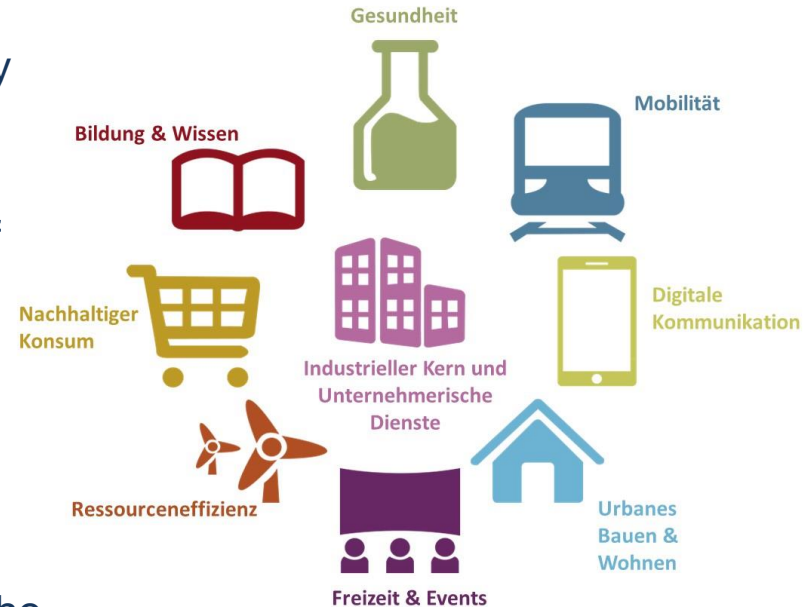 Gesundheit
Mobilität
Bildung & Wissen
Digitale
Kommunikation
Nachhaltiger
Konsum
Industrieller Kern und
Unternehmerische
Dienste
Ressourceneffizienz
Urbanes
Bauen &
Wohnen
Freizeit & Events